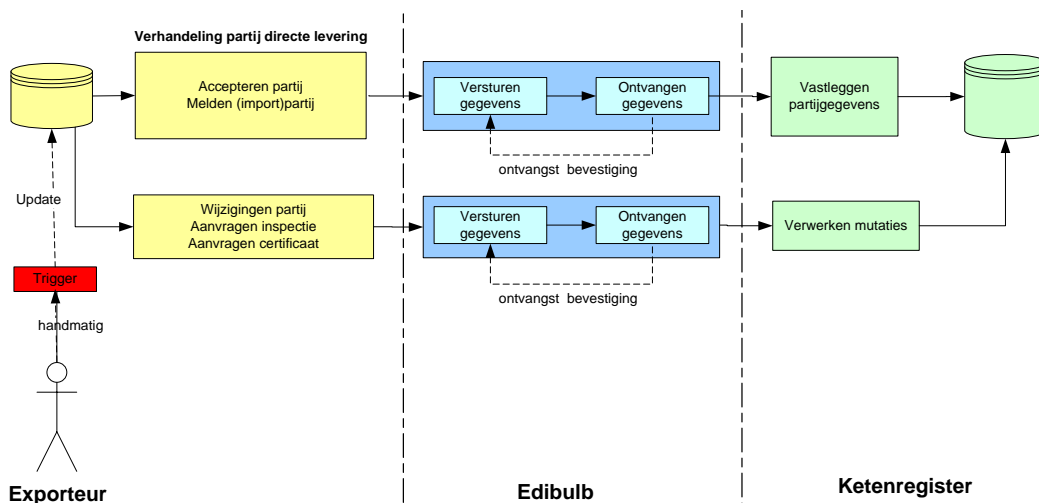 Verhandeling partij directe levering
Accepteren partij
Melden (import)partij
Versturen
gegevens
Ontvangen
gegevens
Vastleggen
partijgegevens
ontvangst bevestiging
Update
Wijzigingen partij
Aanvragen inspectie
Aanvragen certificaat
Versturen
gegevens
Ontvangen
gegevens
Verwerken mutaties
ontvangst bevestiging
Trigger
handmatig
Exporteur
Edibulb
Ketenregister